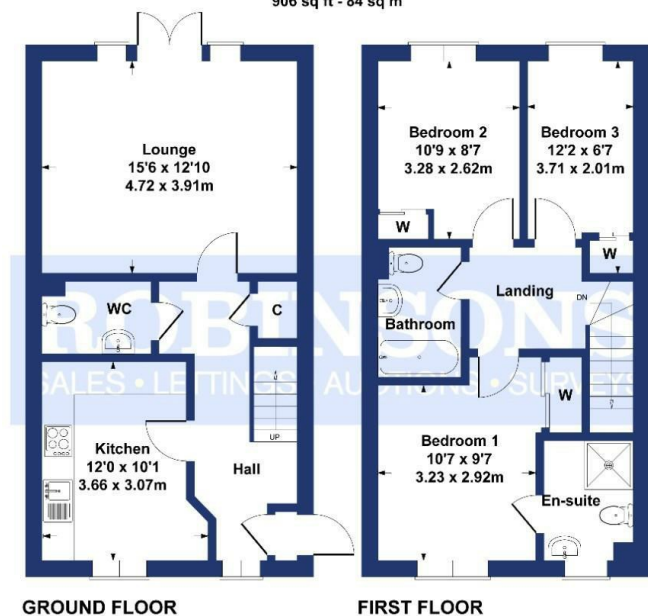 906 sq ft - 84 sq m
Lounge
15'6 x 12'10
4.72 x 3.91m
WC
C
Kitchen
12'0 x 10'1
3.66 x 3.07m
UP
Hall
GROUND FLOOR
Bedroom 2
10'9 x 8'7
3.28 x 2.62m
Bedroom 3
12'2 x 6'7
3.71 x 2.01m
W
W
Landing
DN
Bathroom
W
Bedroom 1
10'7 x 9'7
3.23 x 2.92m
En-suite
FIRST FLOOR
ROBINSONS
SALES • LETTINGS • AUCTIONS • SURVEYS